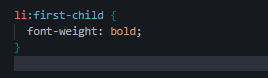 li:first-child {
  font-weight: bold;
}